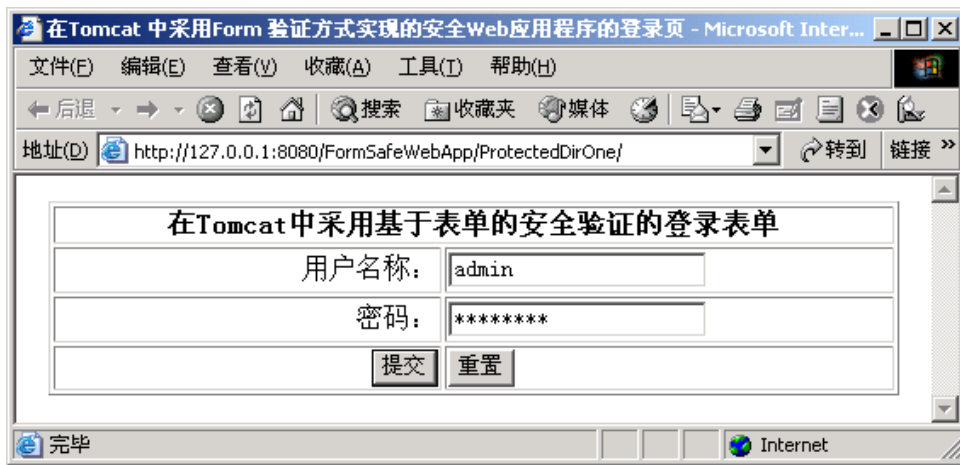 在Tomcat 中采用Form 验证方式实现的安全Web应用程序的登录页 - Microsoft Inter...
文件(F) 编辑(E) 查看(V) 收藏(A) 工具(T) 帮助(H)
后退 搜索 收藏夹 媒体
地址(D) http://127.0.0.1:8080/FormSafeWebApp/ProtectedDirOne/ 转到 链接 »
在Tomcat中采用基于表单的安全验证的登录表单
用户名称： admin
密码： ********
提交 重置
完毕 Internet